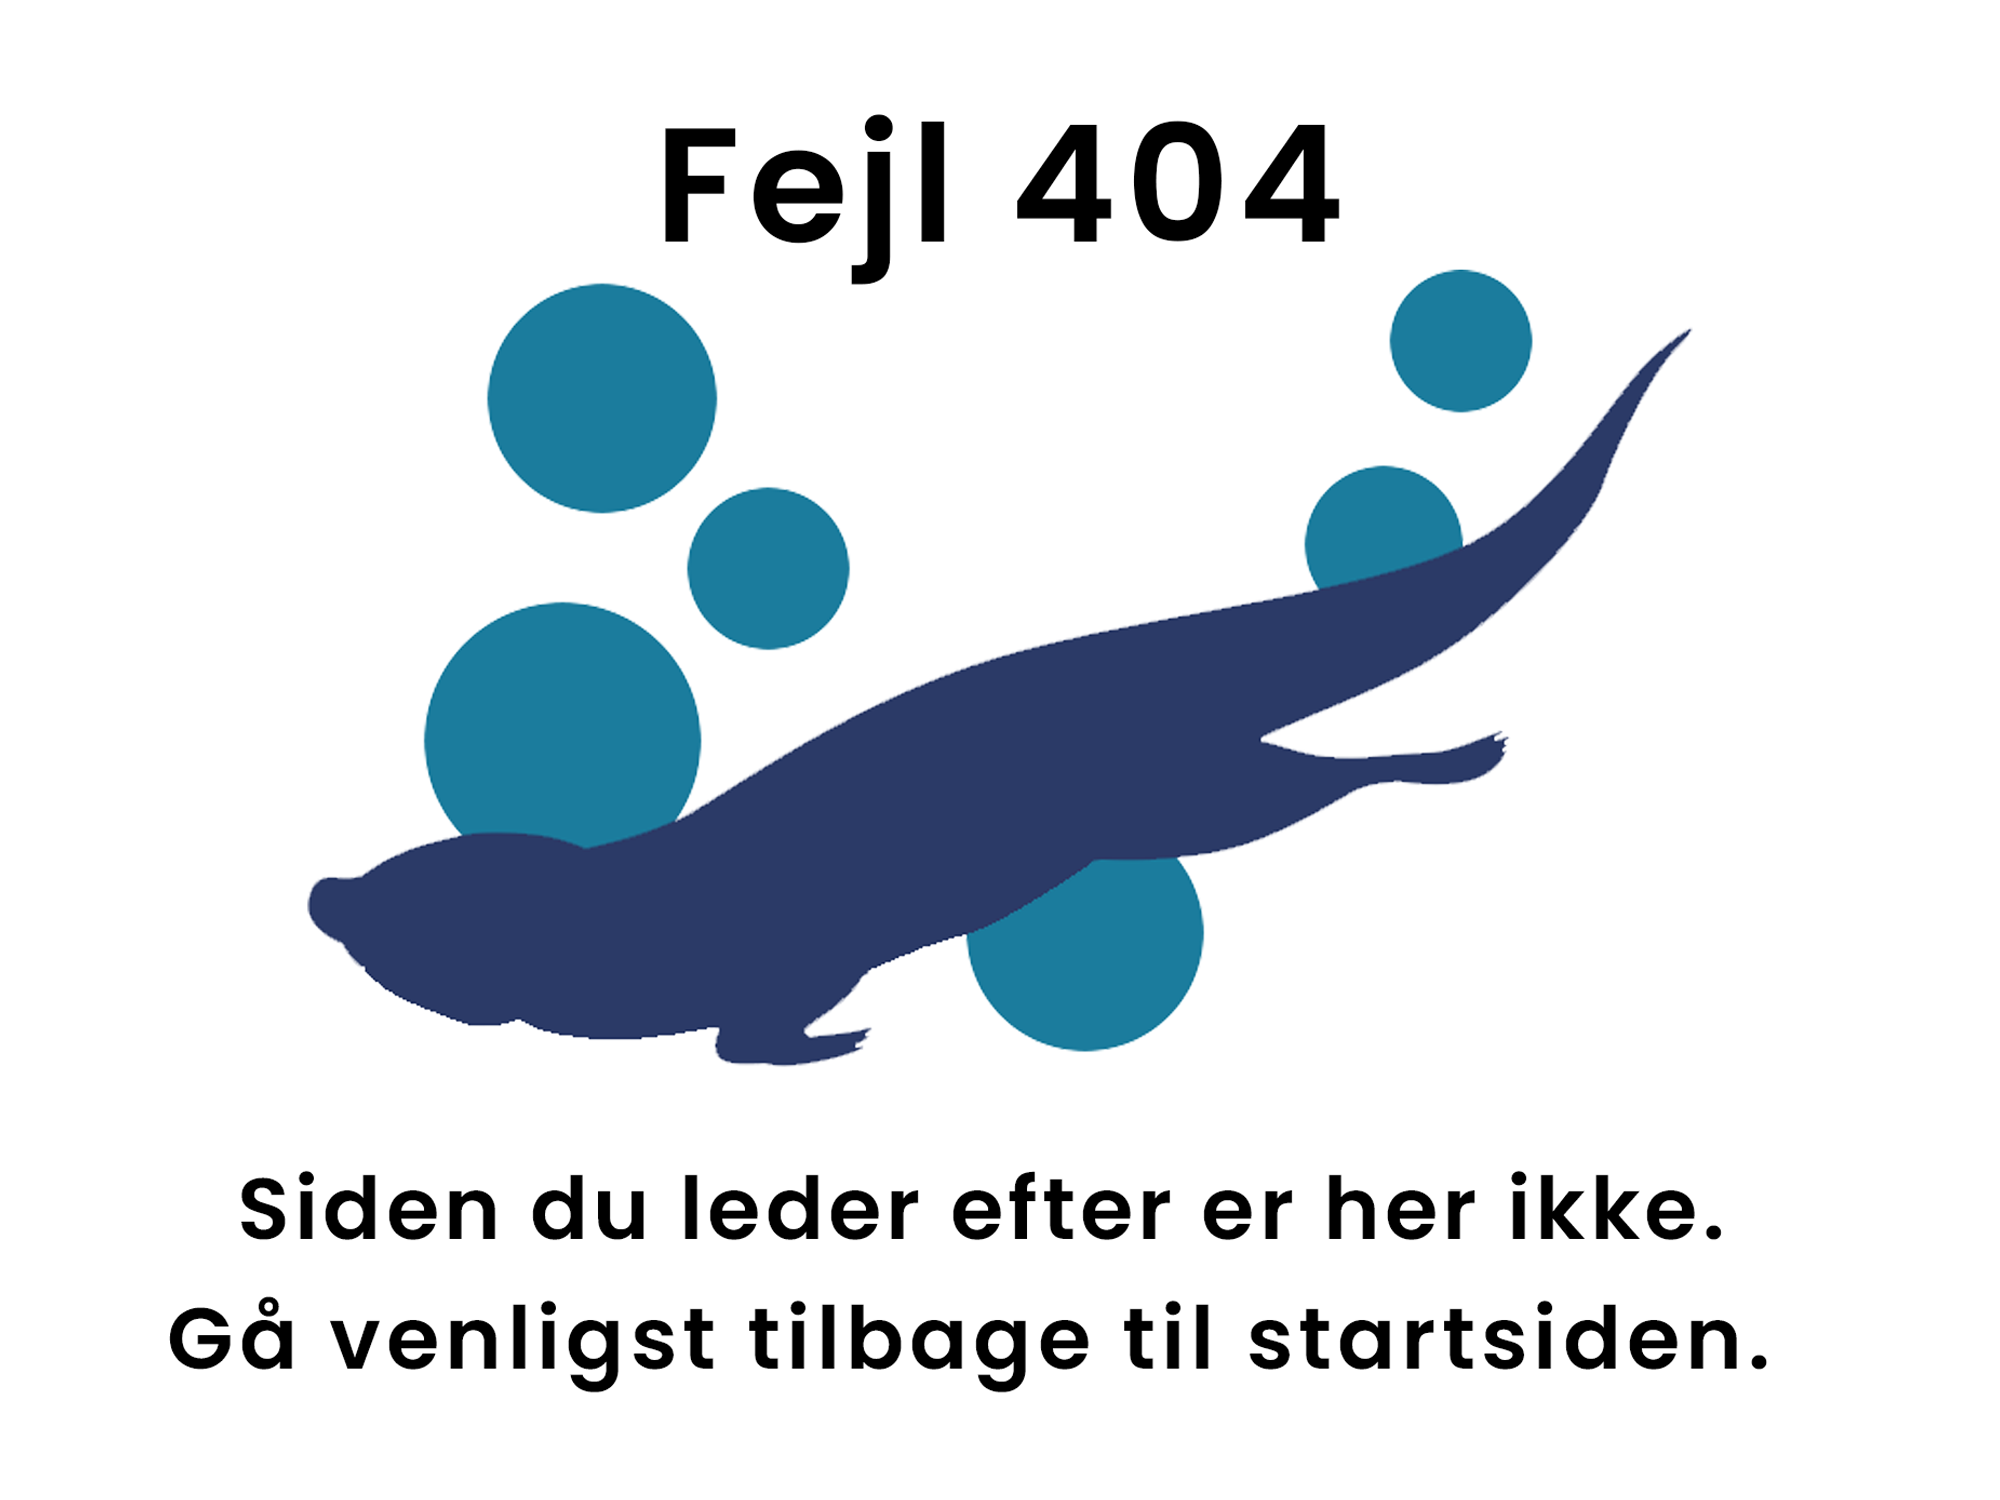 Fejl 404
Siden du leder efter er her ikke.
Gå venligst tilbage til startsiden.